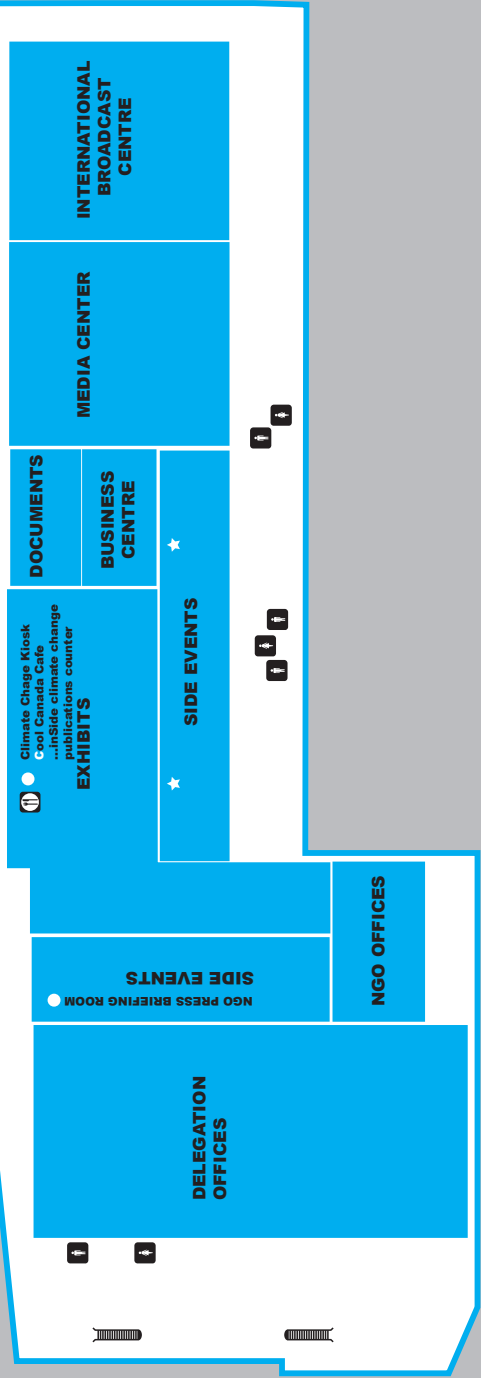 INTERNATIONAL
BROADCAST
CENTRE
MEDIA CENTER
DOCUMENTS
BUSINESS
CENTRE
SIDE EVENTS
Climate Chage Kiosk
Cool Canada Cafe
...inSide climate change
publications counter
EXHIBITS
SIDE EVENTS
NGO PRESS BRIEFING ROOM
NGO OFFICES
DELEGATION
OFFICES